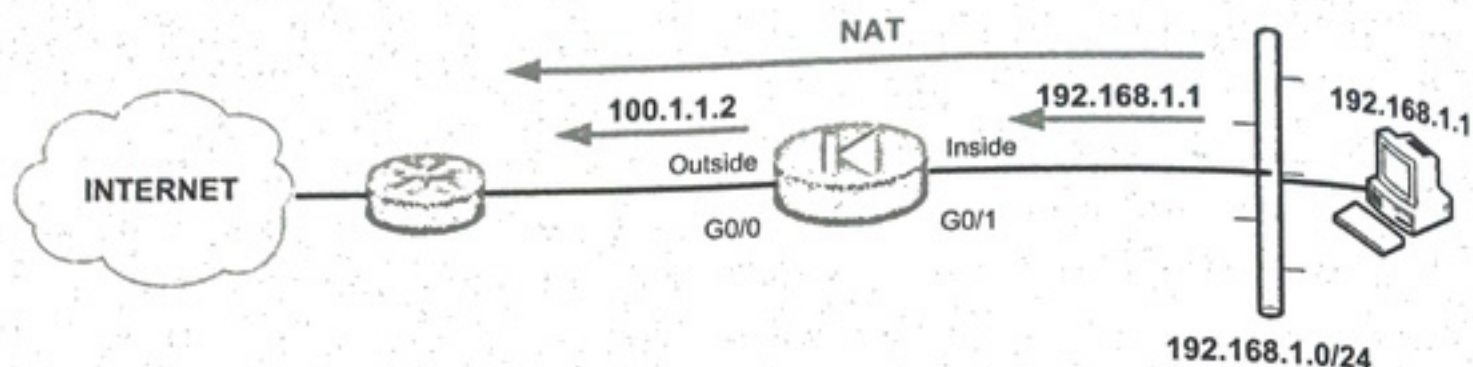 NAT
100.1.1.2
192.168.1.1
192.168.1.1
INTERNET
Outside
Inside
G0/0
G0/1
192.168.1.0/24